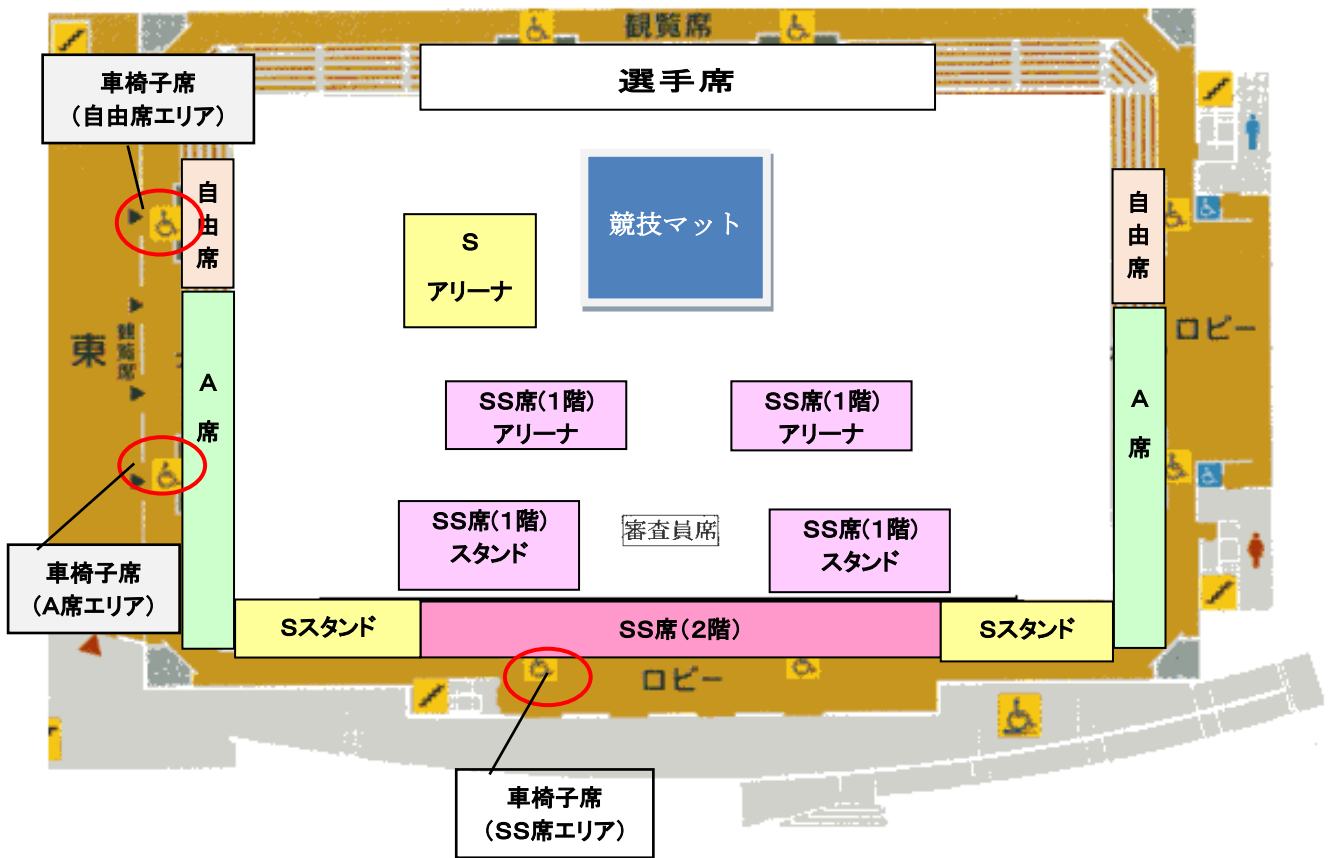 観覧席
車椅子席
（自由席エリア）
選手席
自
由
席
競技マット
自
由
席
S
アリーナ
東
観覧席
ロビー
A
席
SS席(1階)
アリーナ
SS席(1階)
アリーナ
A
席
SS席(1階)
スタンド
審査員席
SS席(1階)
スタンド
車椅子席
（A席エリア）
Sスタンド
SS席(2階)
Sスタンド
ロビー
車椅子席
（SS席エリア）